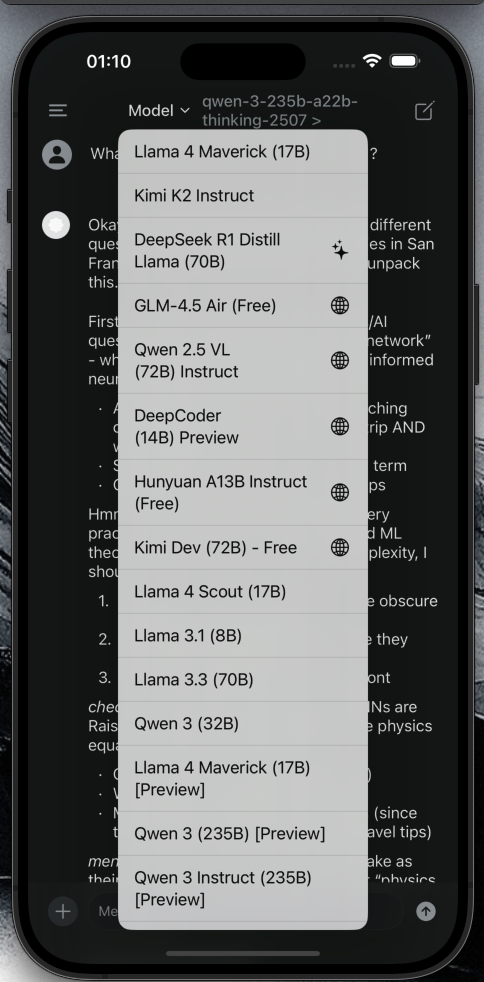 01:10
Model
qwen-3-235b-a22b-
thinking-2507 >
Llama 4 Maverick (17B)
Kimi K2 Instruct
DeepSeek R1 Distill
Llama (70B)
GLM-4.5 Air (Free)
Qwen 2.5 VL
(72B) Instruct
DeepCoder
(14B) Preview
Hunyuan A13B Instruct
(Free)
Kimi Dev (72B) - Free
Llama 4 Scout (17B)
Llama 3.1 (8B)
Llama 3.3 (70B)
Qwen 3 (32B)
Llama 4 Maverick (17B)
[Preview]
Qwen 3 (235B) [Preview]
Qwen 3 Instruct (235B)
[Preview]
Wha ?
Oka different
ques es in San
Fran unpack
this.
First /AI
ques network”
- wh informed
neur
· A ching
rip AND
w
· S term
· ps
Hmm ery
prac d ML
theo plexity, I
shou
1. e obscure
2. e they
3. ont
chec INs are
Rais e physics
equa
· )
· W
· M (since
t avel tips)
men ake as
their “physics
Me